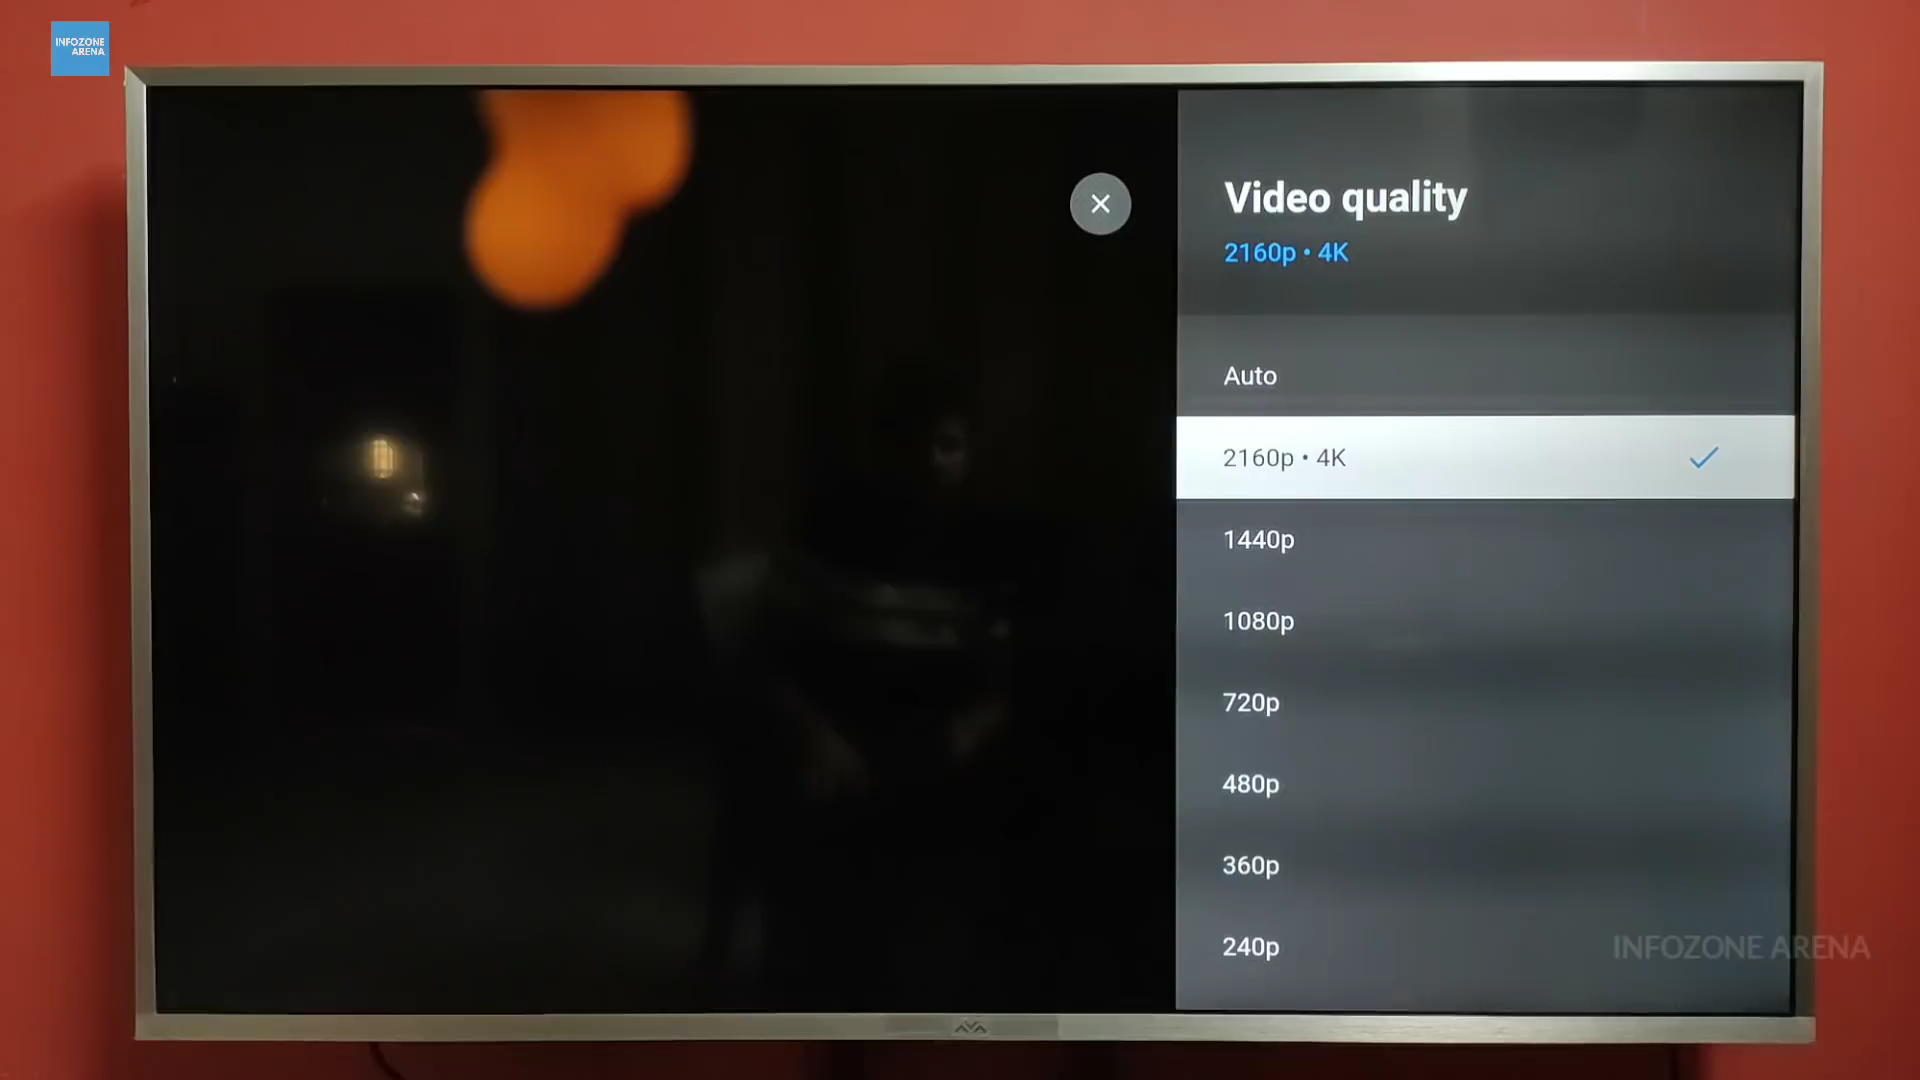 INFOZONE
ARENA
Video quality
2160p • 4K
Auto
2160p • 4K
1440p
1080p
720p
480p
360p
240p
INFOZONE ARENA